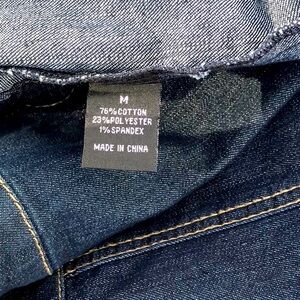 M
76%COTTON
23%POLYESTER
1%SPANDEX
MADE IN CHINA